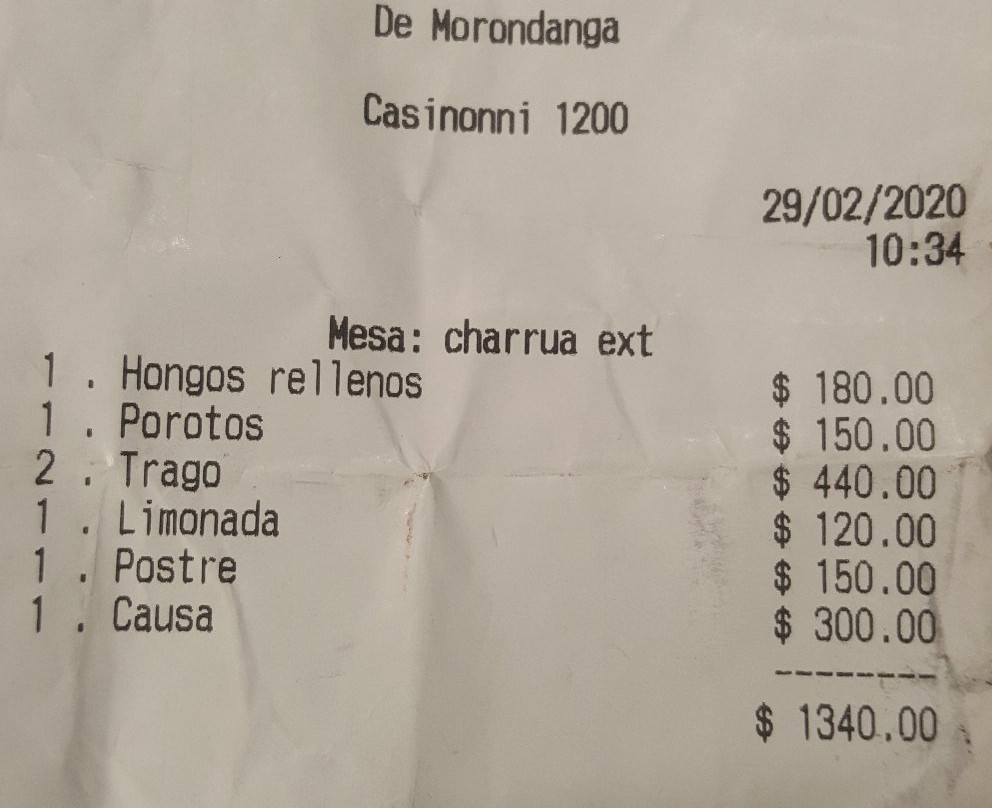 De Morondanga
Casinonni 1200
29/02/2020
10:34
Mesa: charrua ext
1 . Hongos rellenos $ 180.00
1 . Porotos $ 150.00
2 . Trago $ 440.00
1 . Limonada $ 120.00
1 . Postre $ 150.00
1 . Causa $ 300.00
--------
$ 1340.00